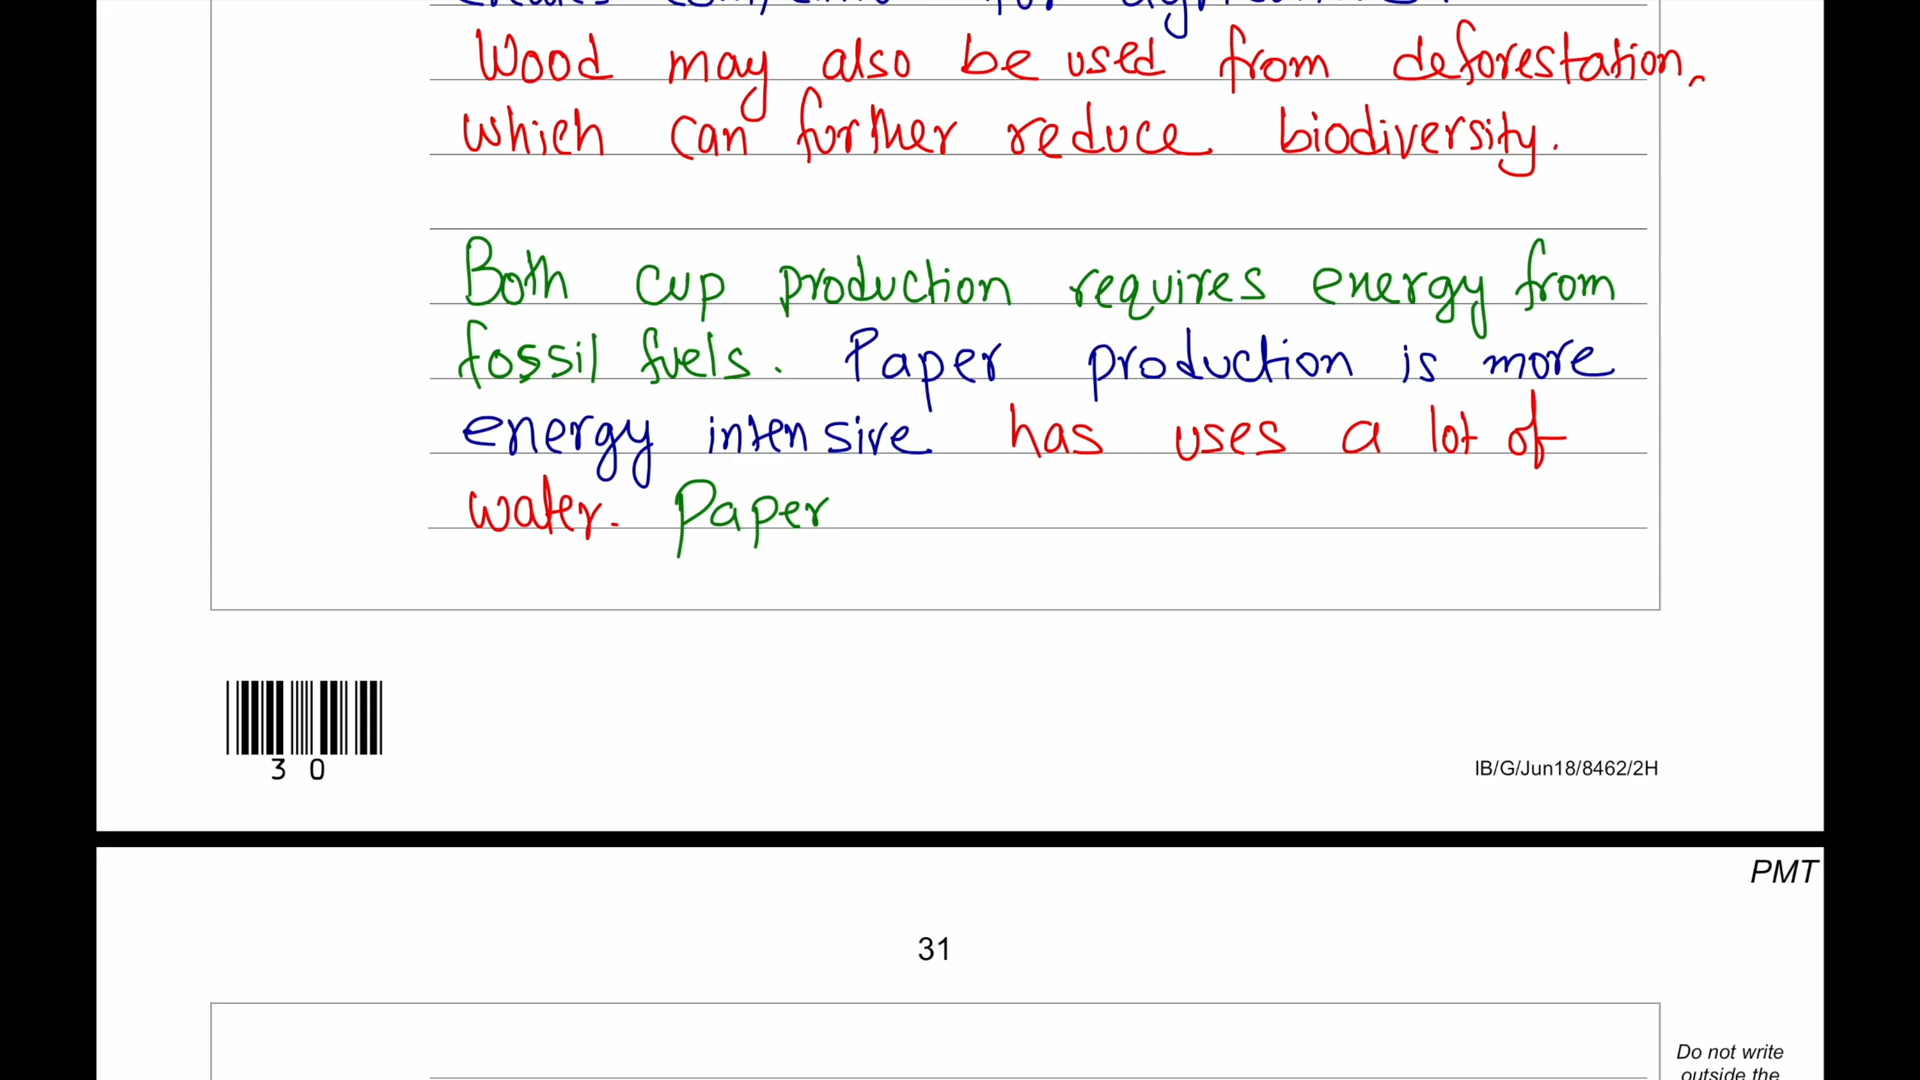 Wood may also be used from deforestation,
which can further reduce biodiversity.
Both cup production requires energy from
fossil fuels. Paper production is more
energy intensive has uses a lot of
water. Paper
3 0
IB/G/Jun18/8462/2H
PMT
31
Do not write
outside the